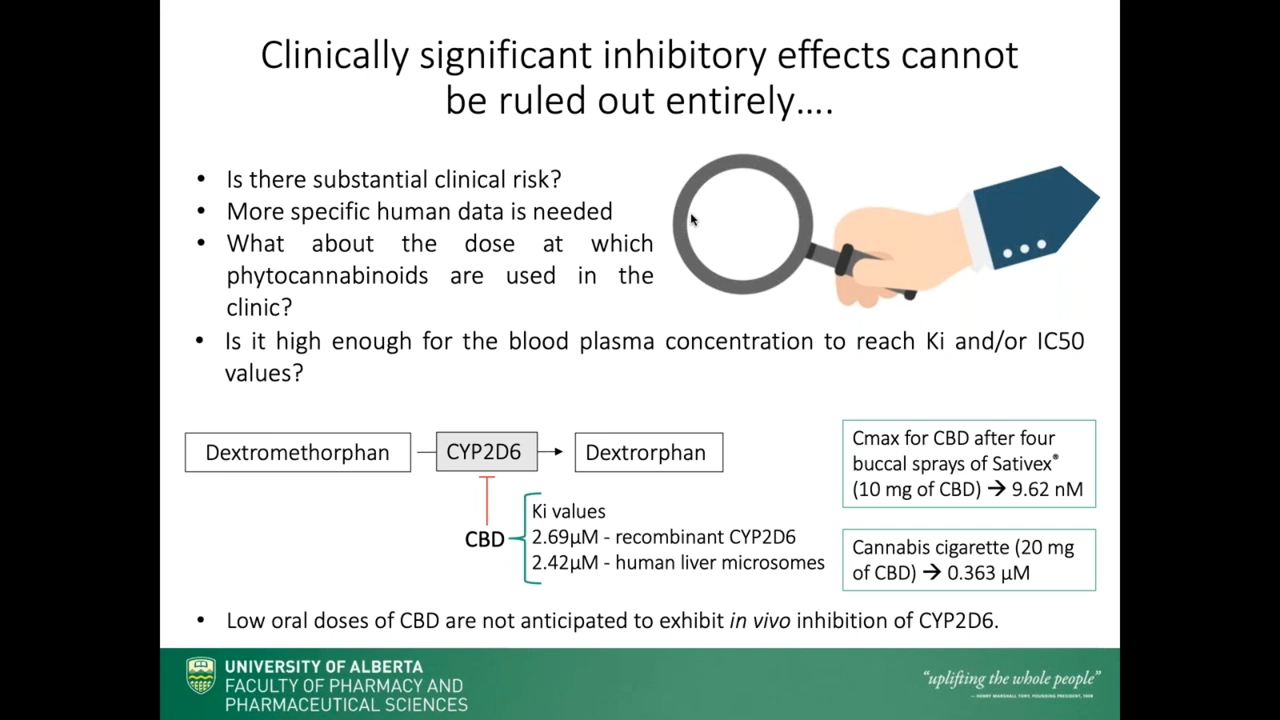 Clinically significant inhibitory effects cannot
be ruled out entirely….
• Is there substantial clinical risk?
• More specific human data is needed
• What about the dose at which
phytocannabinoids are used in the
clinic?
• Is it high enough for the blood plasma concentration to reach Ki and/or IC50
values?
Dextromethorphan
CYP2D6
Dextrorphan
CBD
Ki values
2.69µM - recombinant CYP2D6
2.42µM - human liver microsomes
Cmax for CBD after four
buccal sprays of Sativex®
(10 mg of CBD) → 9.62 nM
Cannabis cigarette (20 mg
of CBD) → 0.363 µM
• Low oral doses of CBD are not anticipated to exhibit in vivo inhibition of CYP2D6.
UNIVERSITY OF ALBERTA
FACULTY OF PHARMACY AND
PHARMACEUTICAL SCIENCES
“uplifting the whole people”
— HENRY MARSHALL TORY, FOUNDING PRESIDENT, 1908